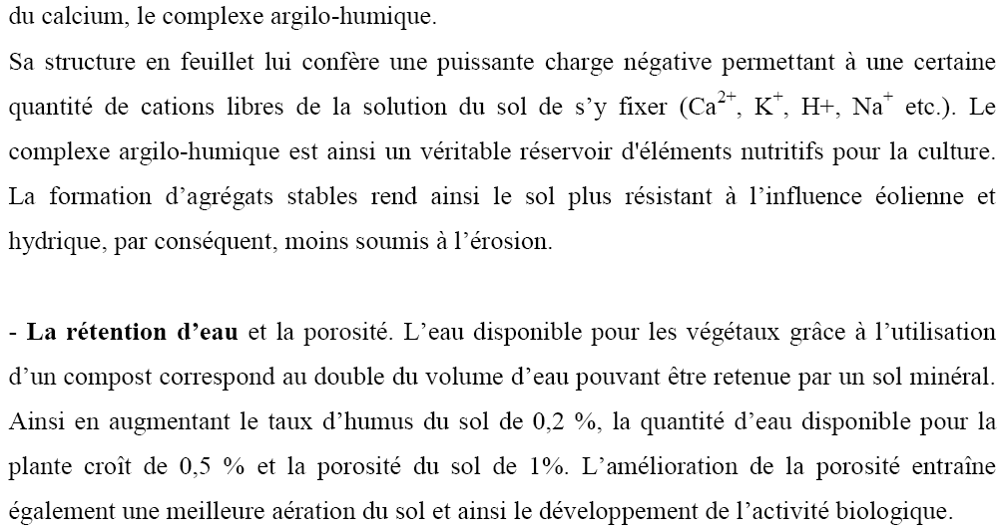 du calcium, le complexe argilo-humique.
Sa structure en feuillet lui confère une puissante charge négative permettant à une certaine
quantité de cations libres de la solution du sol de s’y fixer (Ca²⁺, K⁺, H+, Na⁺ etc.). Le
complexe argilo-humique est ainsi un véritable réservoir d'éléments nutritifs pour la culture.
La formation d’agrégats stables rend ainsi le sol plus résistant à l’influence éolienne et
hydrique, par conséquent, moins soumis à l’érosion.
- La rétention d’eau et la porosité. L’eau disponible pour les végétaux grâce à l’utilisation
d’un compost correspond au double du volume d’eau pouvant être retenue par un sol minéral.
Ainsi en augmentant le taux d’humus du sol de 0,2 %, la quantité d’eau disponible pour la
plante croît de 0,5 % et la porosité du sol de 1%. L’amélioration de la porosité entraîne
également une meilleure aération du sol et ainsi le développement de l’activité biologique.